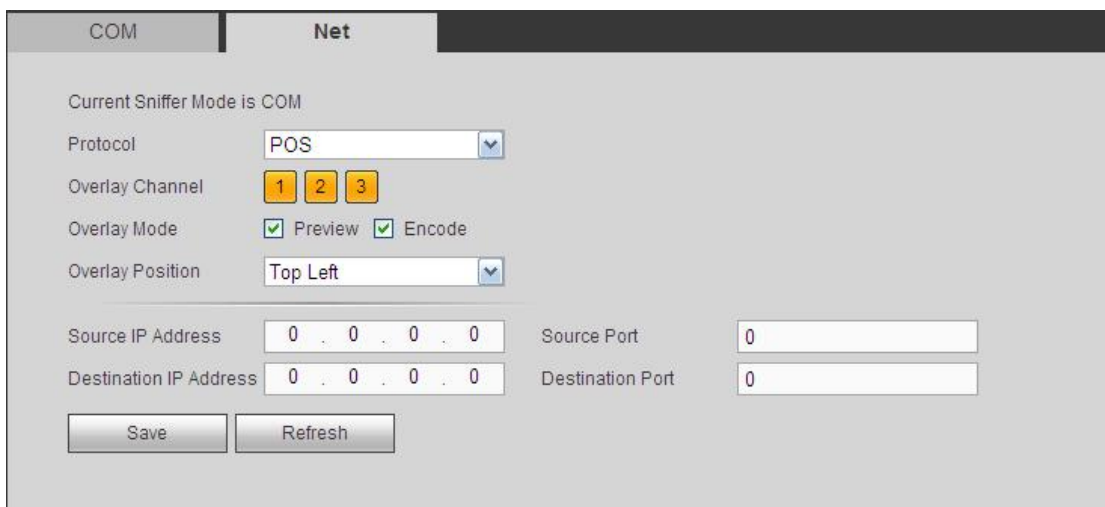 COM Net
Current Sniffer Mode is COM
Protocol POS
Overlay Channel 1 2 3
Overlay Mode Preview Encode
Overlay Position Top Left
Source IP Address 0 . 0 . 0 . 0 Source Port 0
Destination IP Address 0 . 0 . 0 . 0 Destination Port 0
Save Refresh